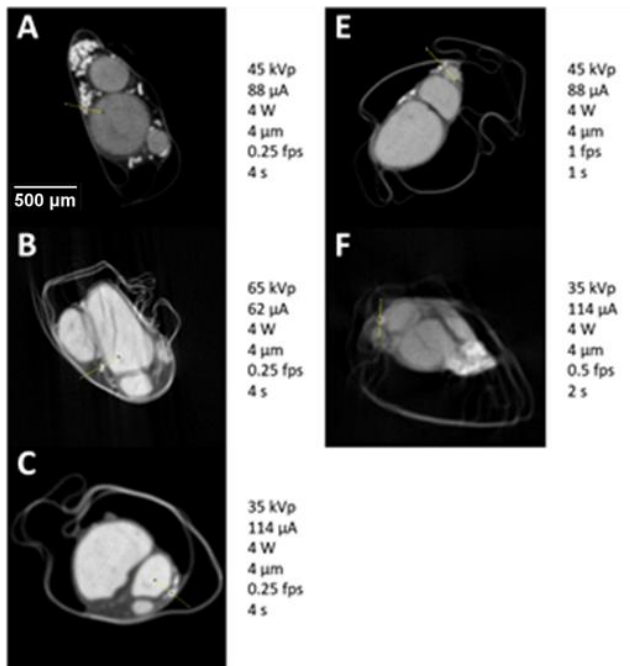 A
45 kVp
88 μA
4 W
4 μm
0.25 fps
4 s
500 μm
B
65 kVp
62 μA
4 W
4 μm
0.25 fps
4 s
C
35 kVp
114 μA
4 W
4 μm
0.25 fps
4 s
E
45 kVp
88 μA
4 W
4 μm
1 fps
1 s
F
35 kVp
114 μA
4 W
4 μm
0.5 fps
2 s